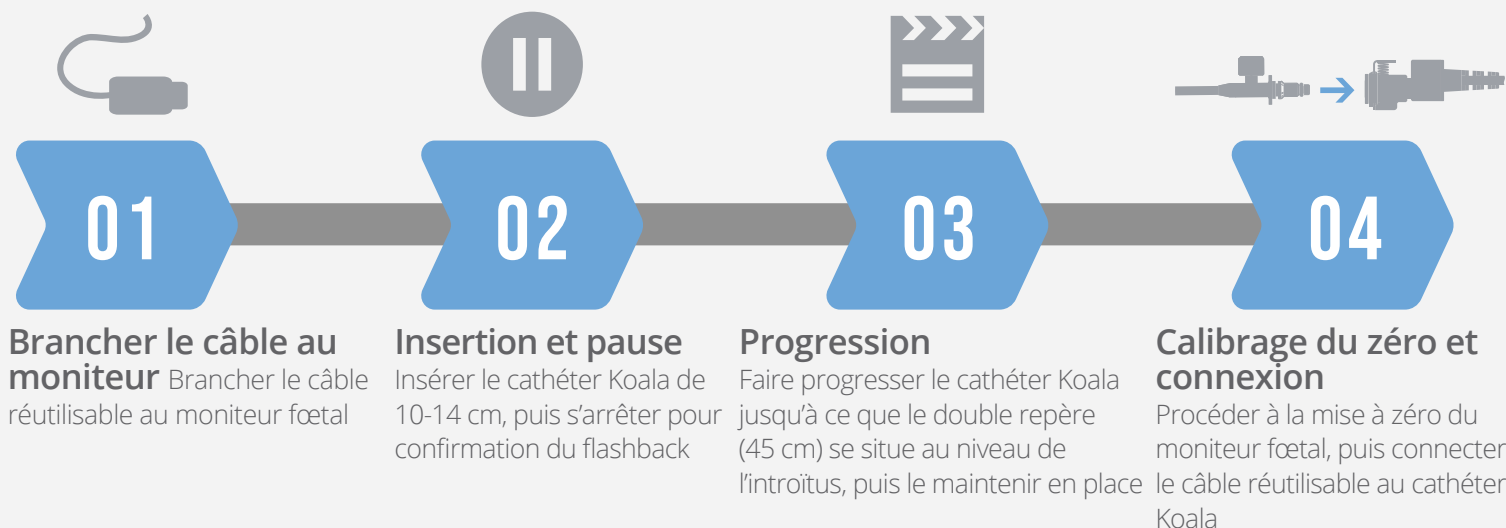 01
02
03
04
Brancher le câble au
moniteur Brancher le câble
réutilisable au moniteur fœtal
Insertion et pause
Insérer le cathéter Koala de
10-14 cm, puis s’arrêter pour
confirmation du flashback
Progression
Faire progresser le cathéter Koala
jusqu’à ce que le double repère
(45 cm) se situe au niveau de
l’introïtus, puis le maintenir en place
Calibrage du zéro et
connexion
Procéder à la mise à zéro du
moniteur fœtal, puis connecter
le câble réutilisable au cathéter
Koala